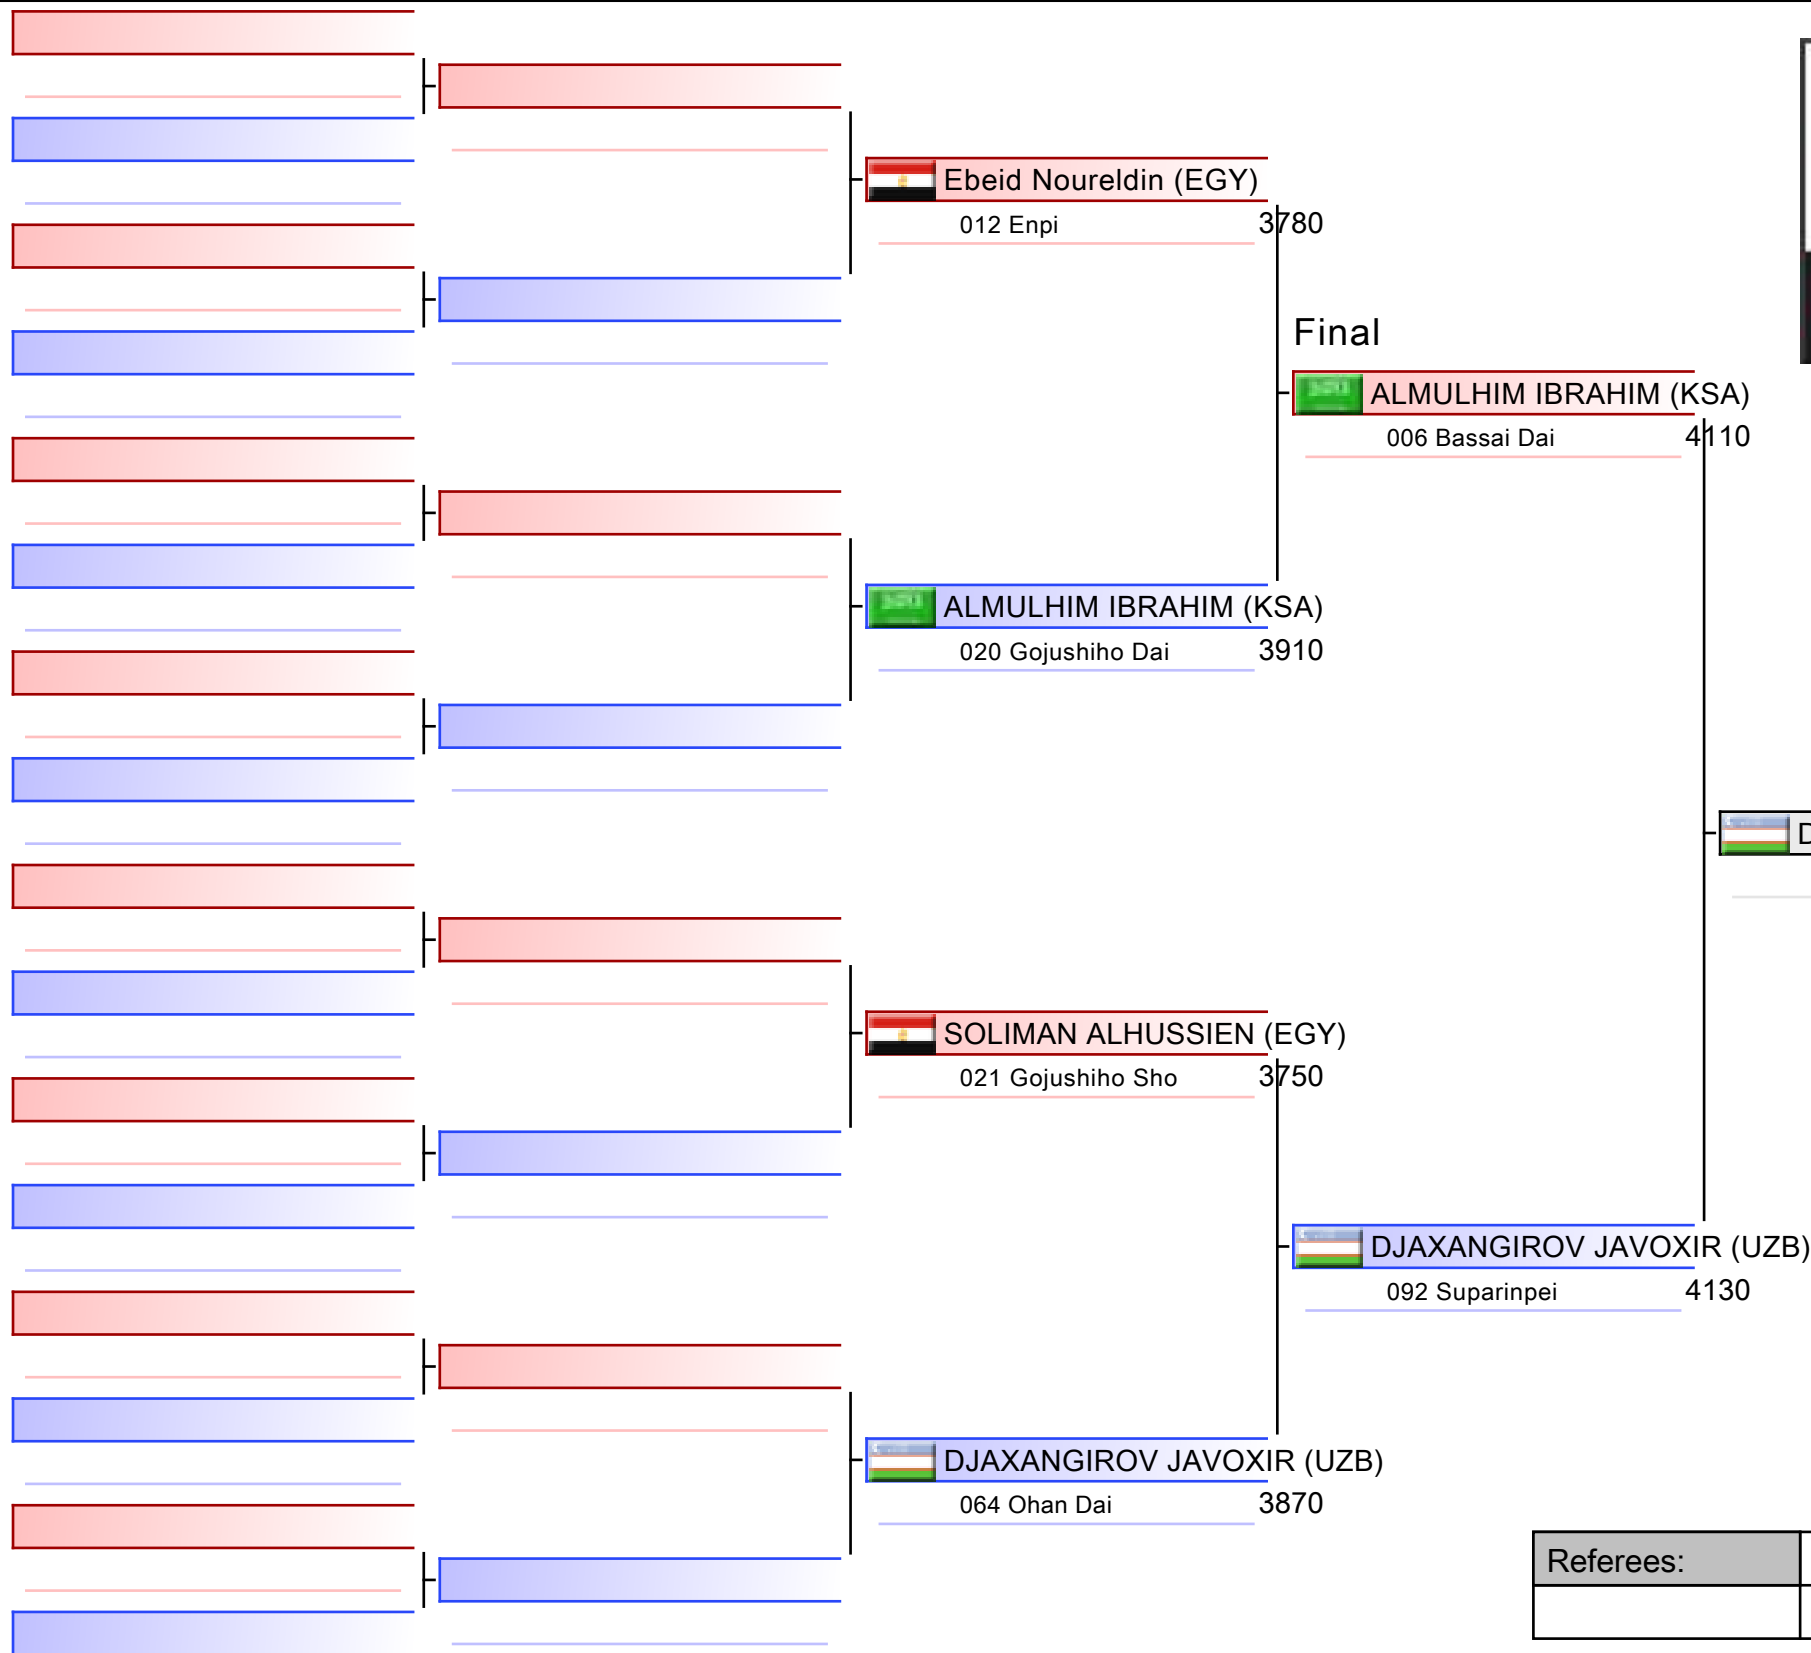 Ebeid Noureldin (EGY)
012 Enpi 3780
Final
ALMULHIM IBRAHIM (KSA)
006 Bassai Dai 4110
ALMULHIM IBRAHIM (KSA)
020 Gojushiho Dai 3910
D
SOLIMAN ALHUSSIEN (EGY)
021 Gojushiho Sho 3750
DJAXANGIROV JAVOXIR (UZB)
092 Suparinpei 4130
DJAXANGIROV JAVOXIR (UZB)
064 Ohan Dai 3870
Referees: